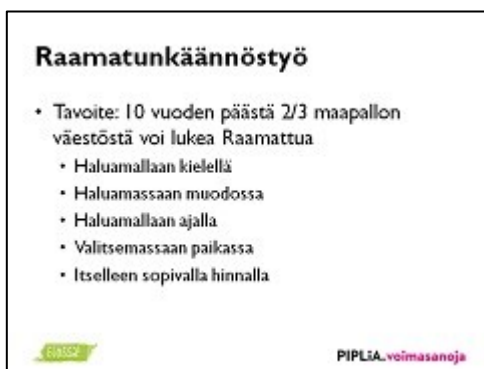 Raamatunkäännöstyö
• Tavoite: 10 vuoden päästä 2/3 maapallon
väestöstä voi lukea Raamattua
• Haluamallaan kielellä
• Haluamassaan muodossa
• Haluamallaan ajalla
• Valitsemassaan paikassa
• Itselleen sopivalla hinnalla
PIPLiA.voimasanoja